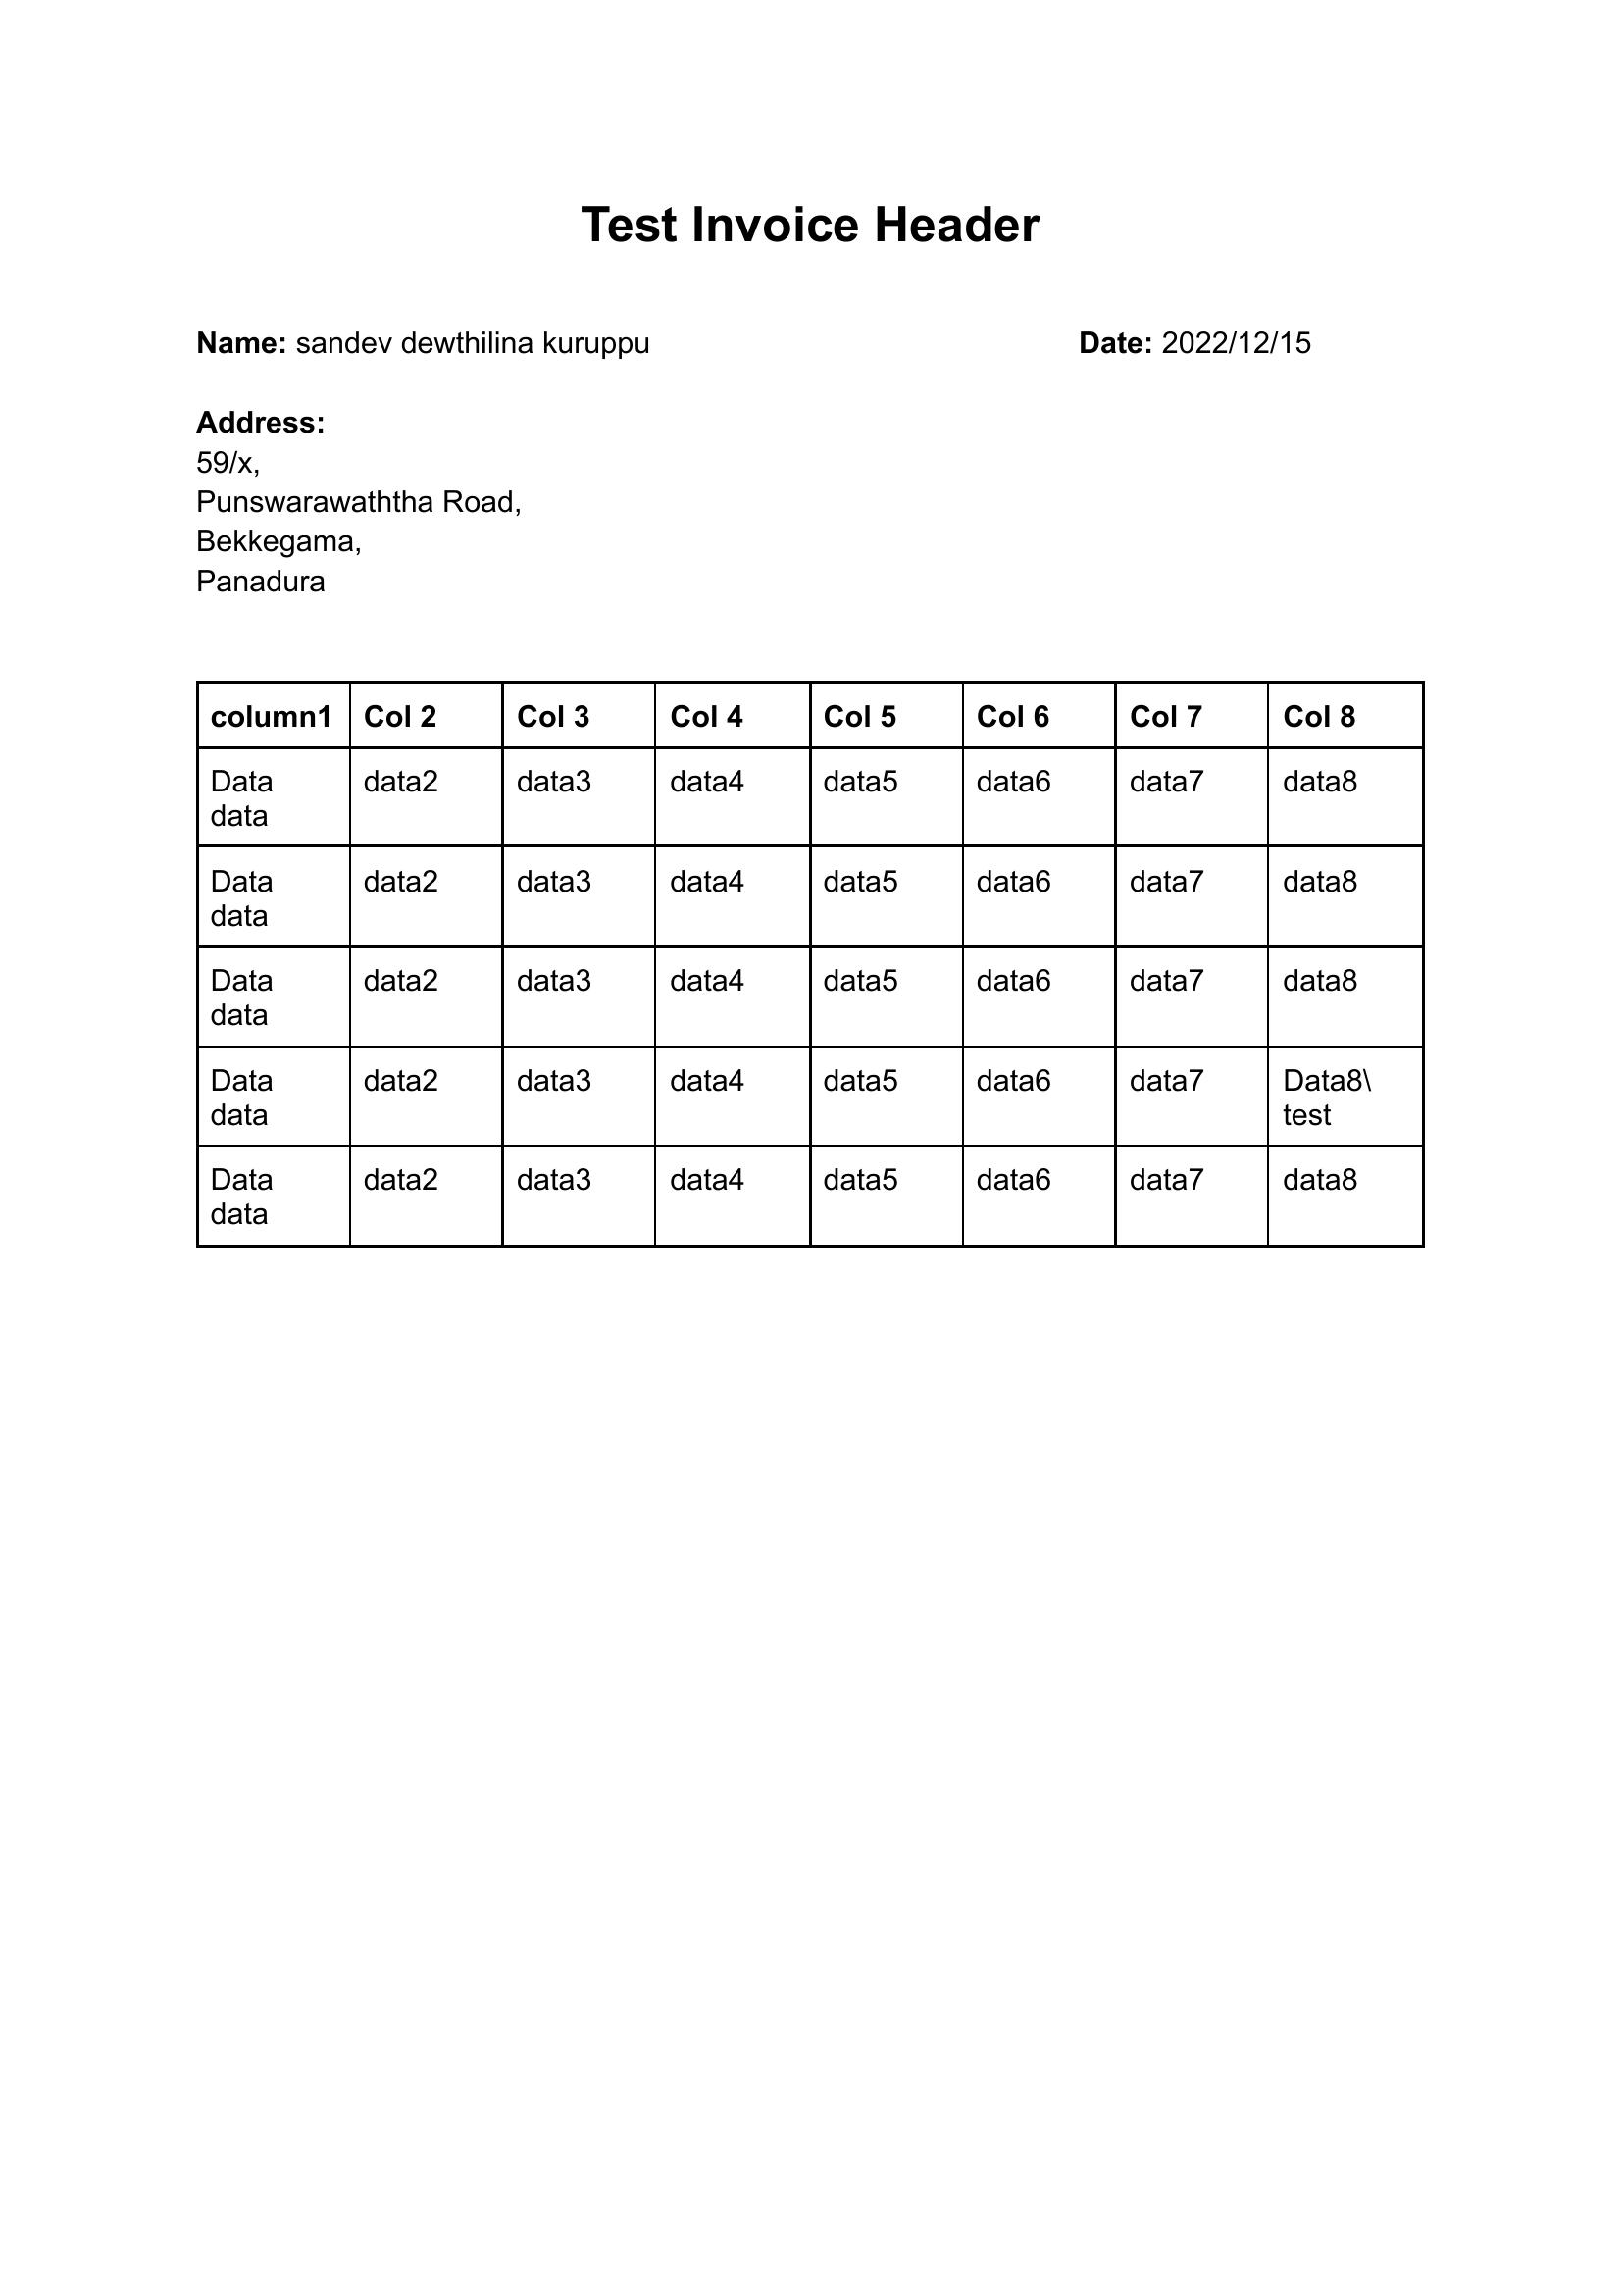 Test Invoice Header
Name: sandev dewthilina kuruppu Date: 2022/12/15
Address:
59/x,
Punswarawaththa Road,
Bekkegama,
Panadura
column1 Col 2 Col 3 Col 4 Col 5 Col 6 Col 7 Col 8
Data data2 data3 data4 data5 data6 data7 data8
data
Data data2 data3 data4 data5 data6 data7 data8
data
Data data2 data3 data4 data5 data6 data7 data8
data
Data data2 data3 data4 data5 data6 data7 Data8\
data test
Data data2 data3 data4 data5 data6 data7 data8
data